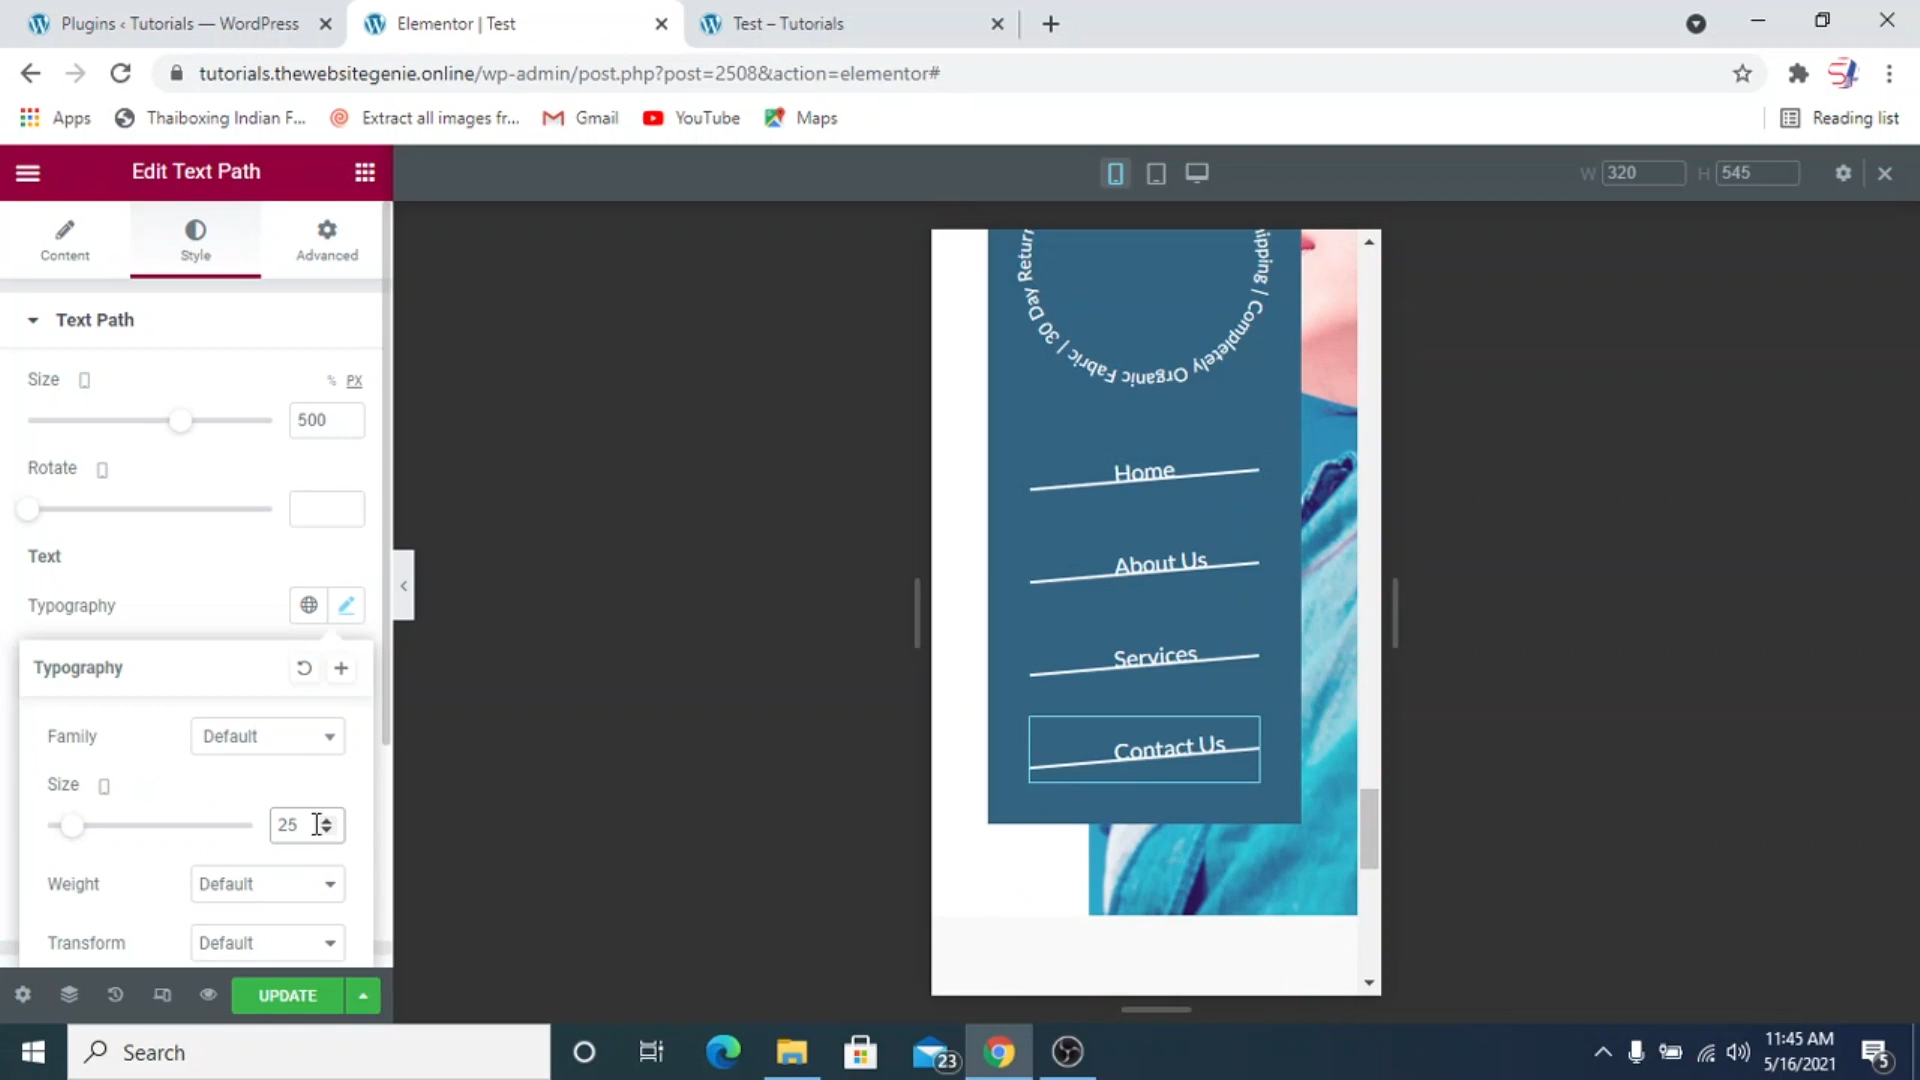 Plugins ‹ Tutorials — WordPress
Elementor | Test
Test – Tutorials
tutorials.thewebsitegenie.online/wp-admin/post.php?post=2508&action=elementor#
Apps
Thaiboxing Indian F...
Extract all images fr...
Gmail
YouTube
Maps
Reading list
Edit Text Path
W 320
H 545
Content
Style
Advanced
Text Path
Size
% PX
500
Rotate
Text
Typography
Typography
Family
Default
Size
25
Weight
Default
Transform
Default
UPDATE
ipping | Completely Organic Fabric | 30 Day Retur
Home
About Us
Services
Contact Us
Search
23
11:45 AM
5/16/2021
5